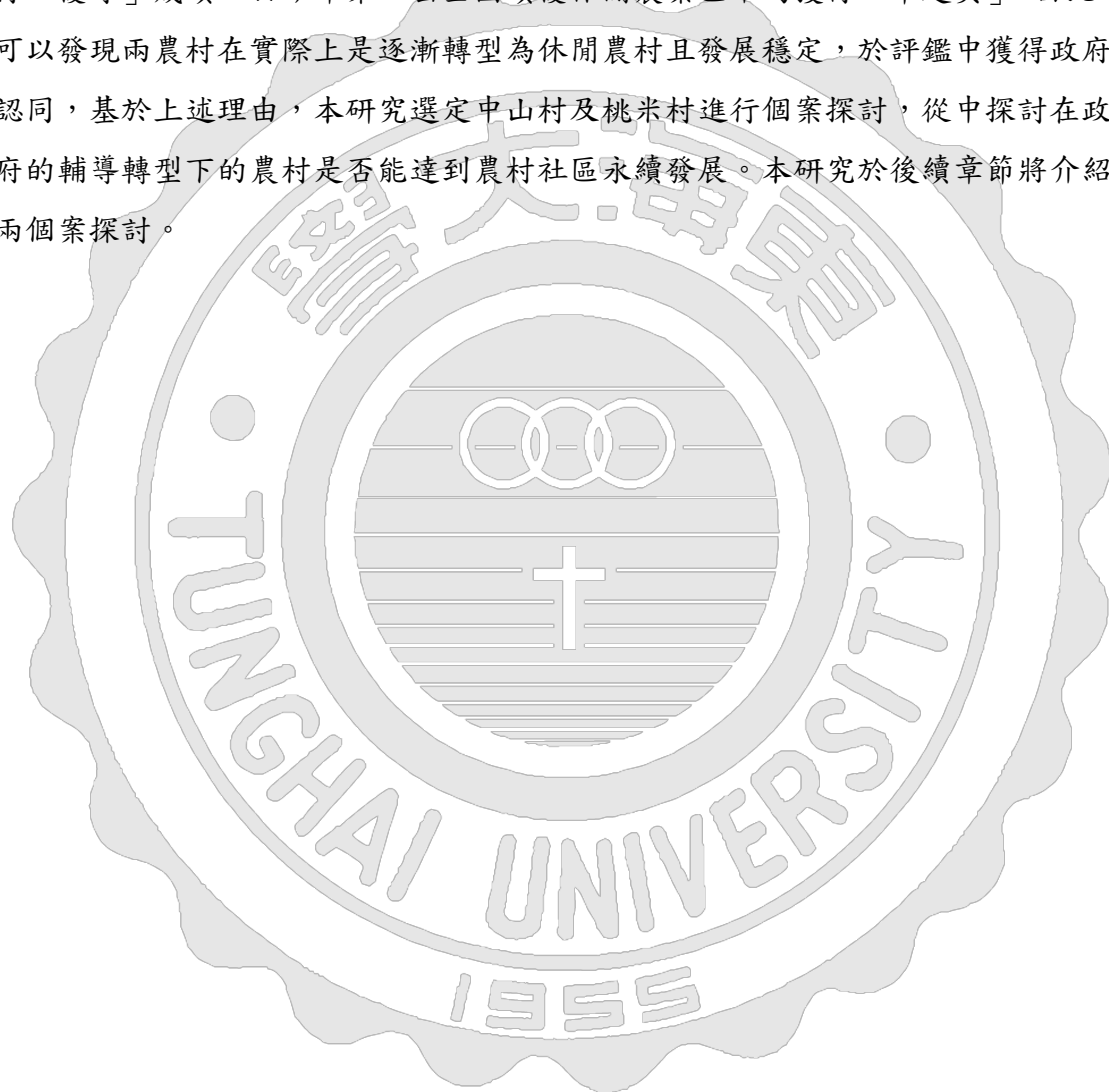 可以發現兩農村在實際上是逐漸轉型為休閒農村且發展穩定，於評鑑中獲得政府
認同，基於上述理由，本研究選定中山村及桃米村進行個案探討，從中探討在政
府的輔導轉型下的農村是否能達到農村社區永續發展。本研究於後續章節將介紹
兩個案探討。
學大海東
TUNGHAI UNIVERSITY
1955